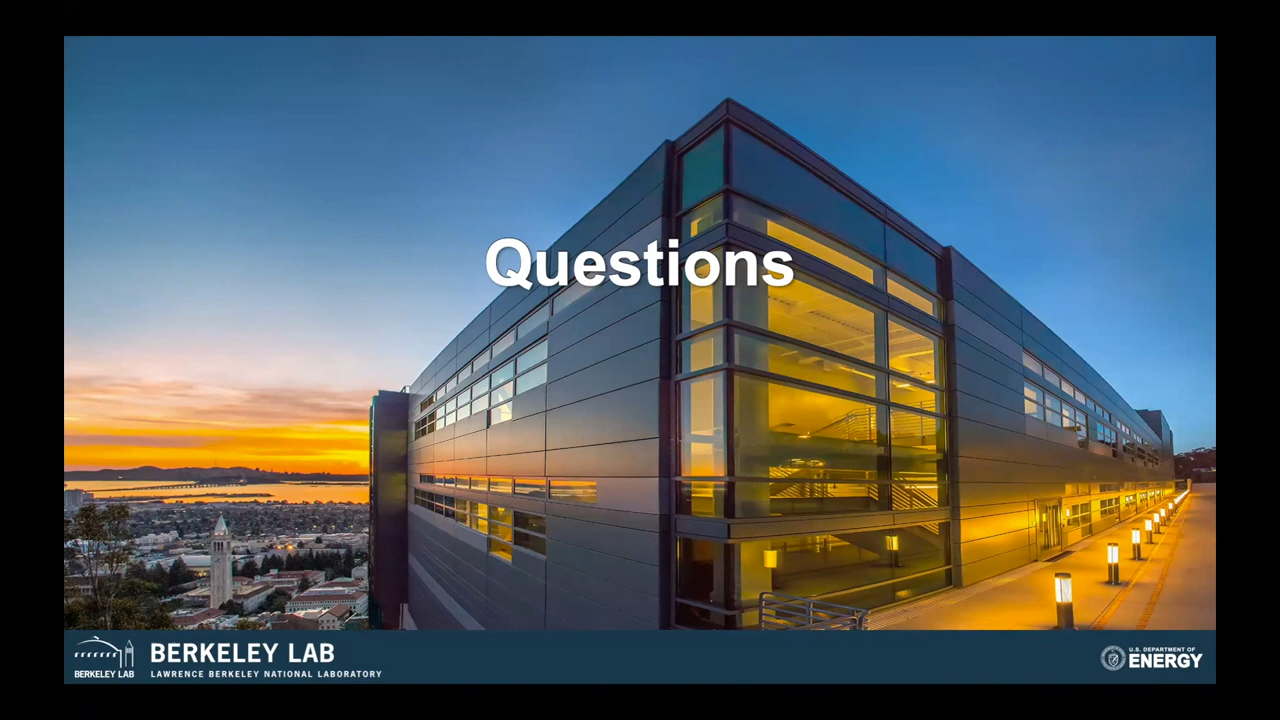 Questions
BERKELEY LAB
BERKELEY LAB
LAWRENCE BERKELEY NATIONAL LABORATORY
U.S. DEPARTMENT OF
ENERGY